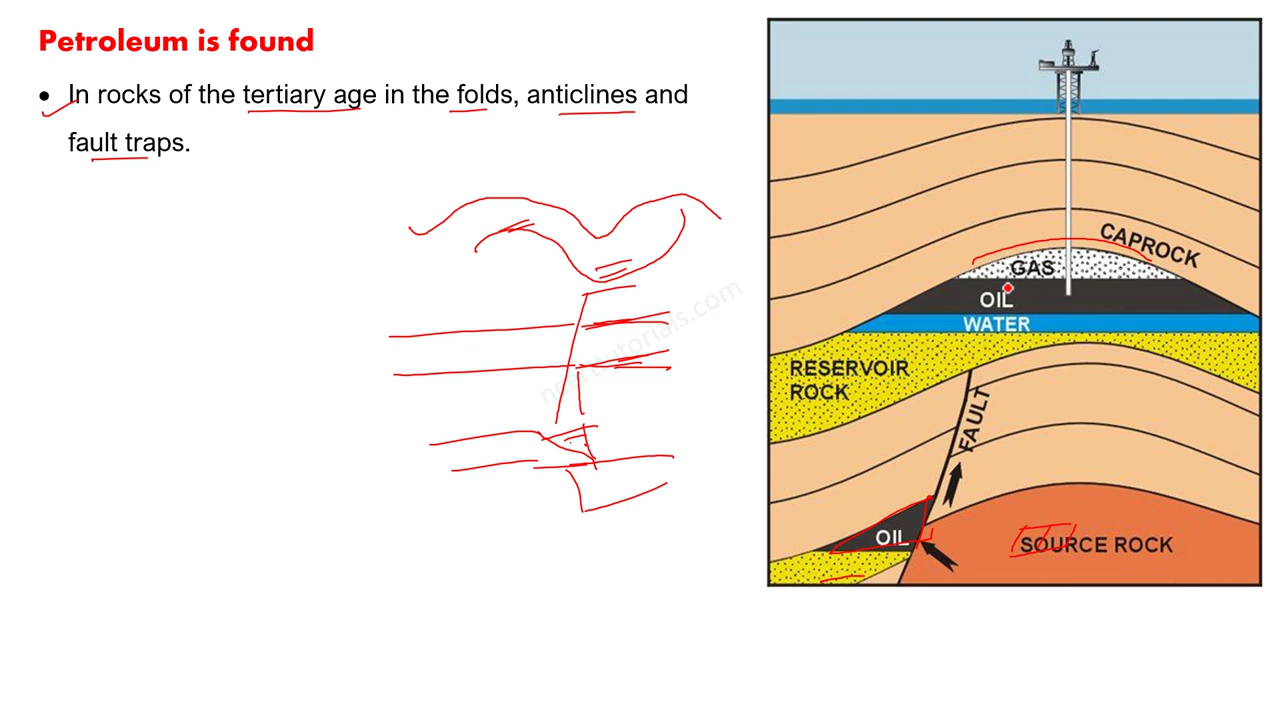 Petroleum is found
• In rocks of the tertiary age in the folds, anticlines and
fault traps.
CAPROCK
GAS
OIL
WATER
RESERVOIR
ROCK
FAULT
OIL
SOURCE ROCK